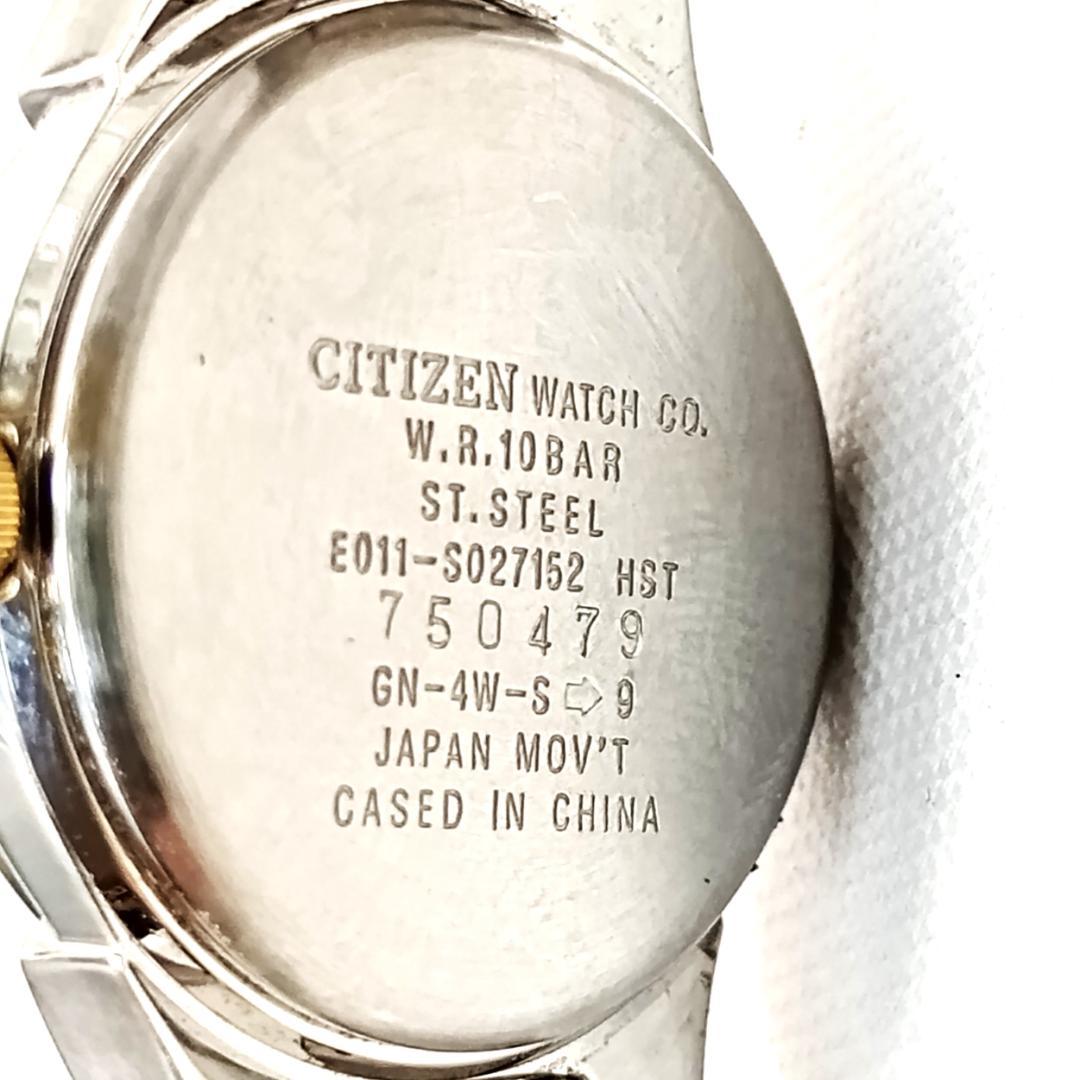 CITIZEN WATCH CO.
W.R.10BAR
ST.STEEL
E011-S027152 HST
750479
GN-4W-S ⇨ 9
JAPAN MOV'T
CASED IN CHINA